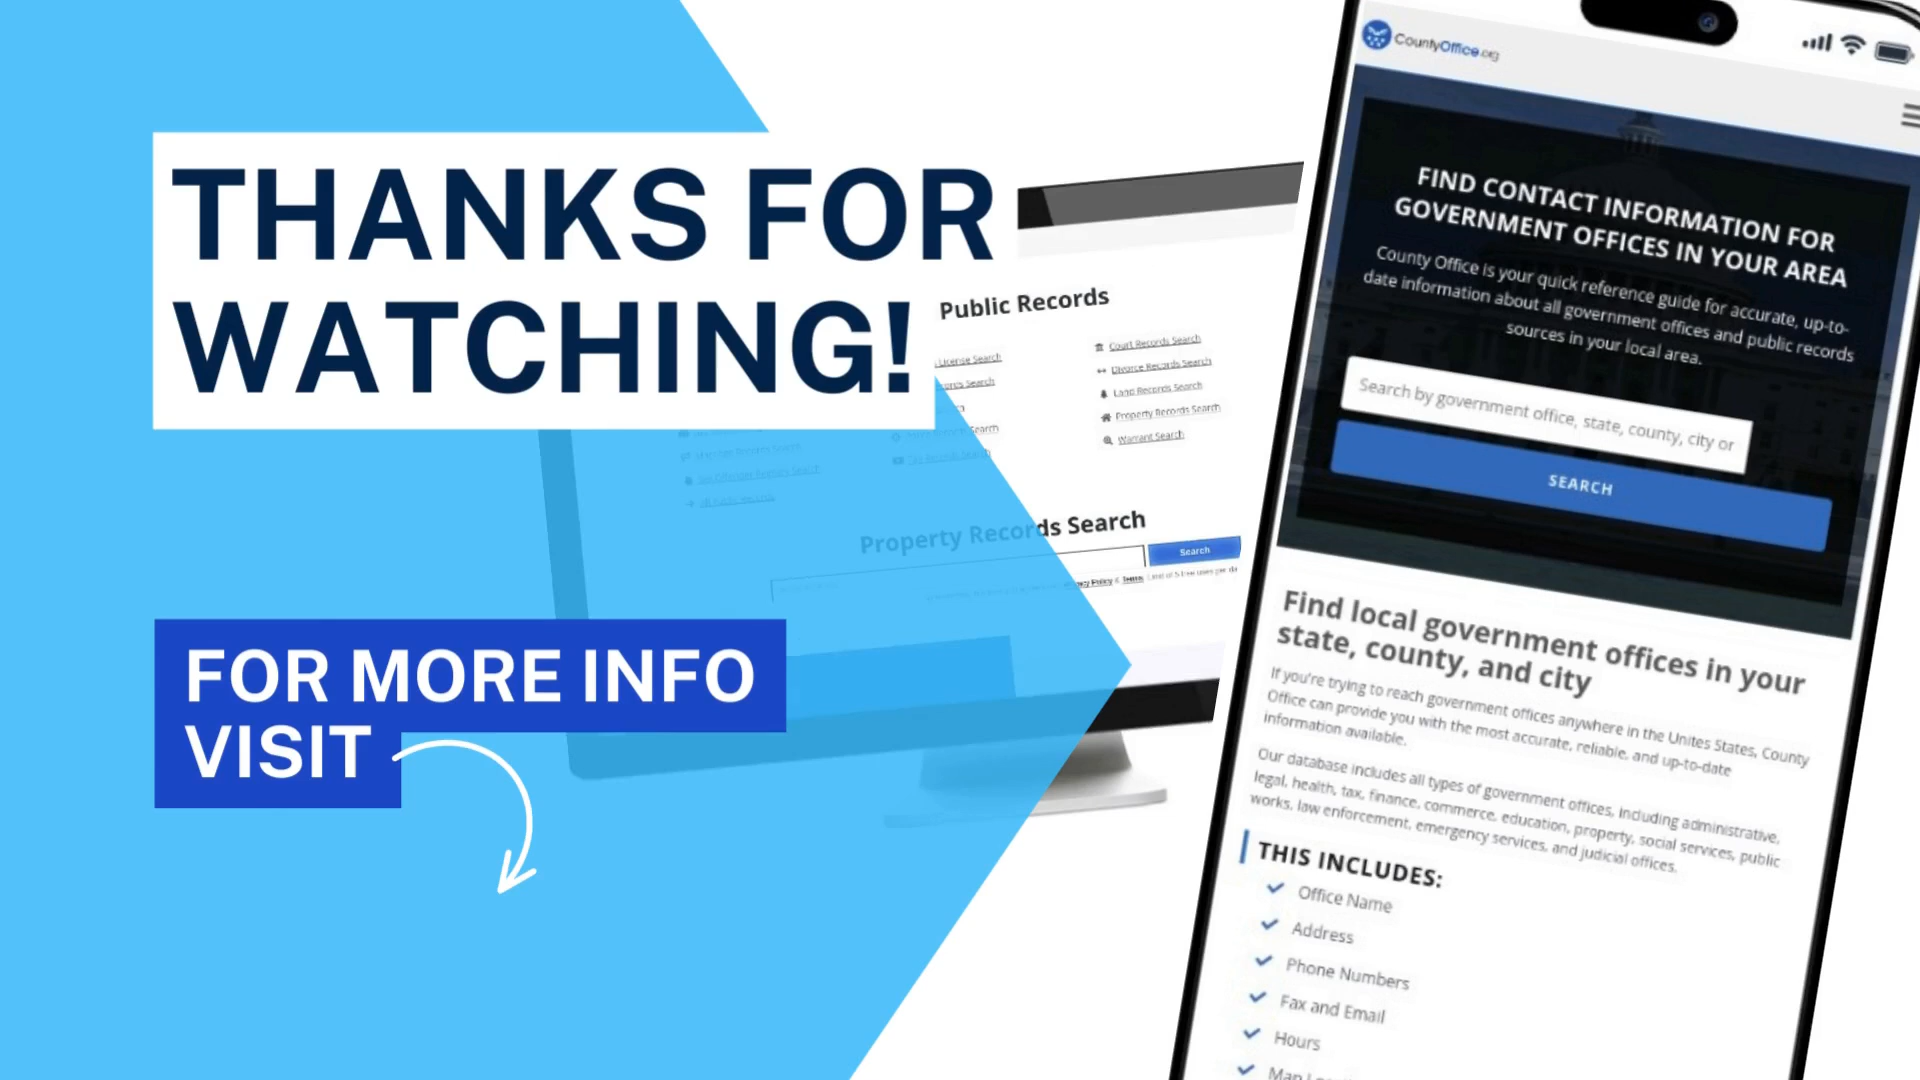 THANKS FOR
WATCHING!
FOR MORE INFO
VISIT
Public Records
License Search
Search
Search
Court Records Search
Divorce Records Search
Land Records Search
Property Records Search
Warrant Search
Property Records Search
Search
CountyOffice.org
FIND CONTACT INFORMATION FOR
GOVERNMENT OFFICES IN YOUR AREA
County Office is your quick reference guide for accurate, up-to-
date information about all government offices and public records
sources in your local area.
Search by government office, state, county, city or
SEARCH
Find local government offices in your
state, county, and city
If you're trying to reach government offices anywhere in the Unites States, County
Office can provide you with the most accurate, reliable, and up-to-date
information available.
Our database includes all types of government offices, including administrative,
legal, health, tax, finance, commerce, education, property, social services, public
works, law enforcement, emergency services, and judicial offices.
THIS INCLUDES:
Office Name
Address
Phone Numbers
Fax and Email
Hours
Map